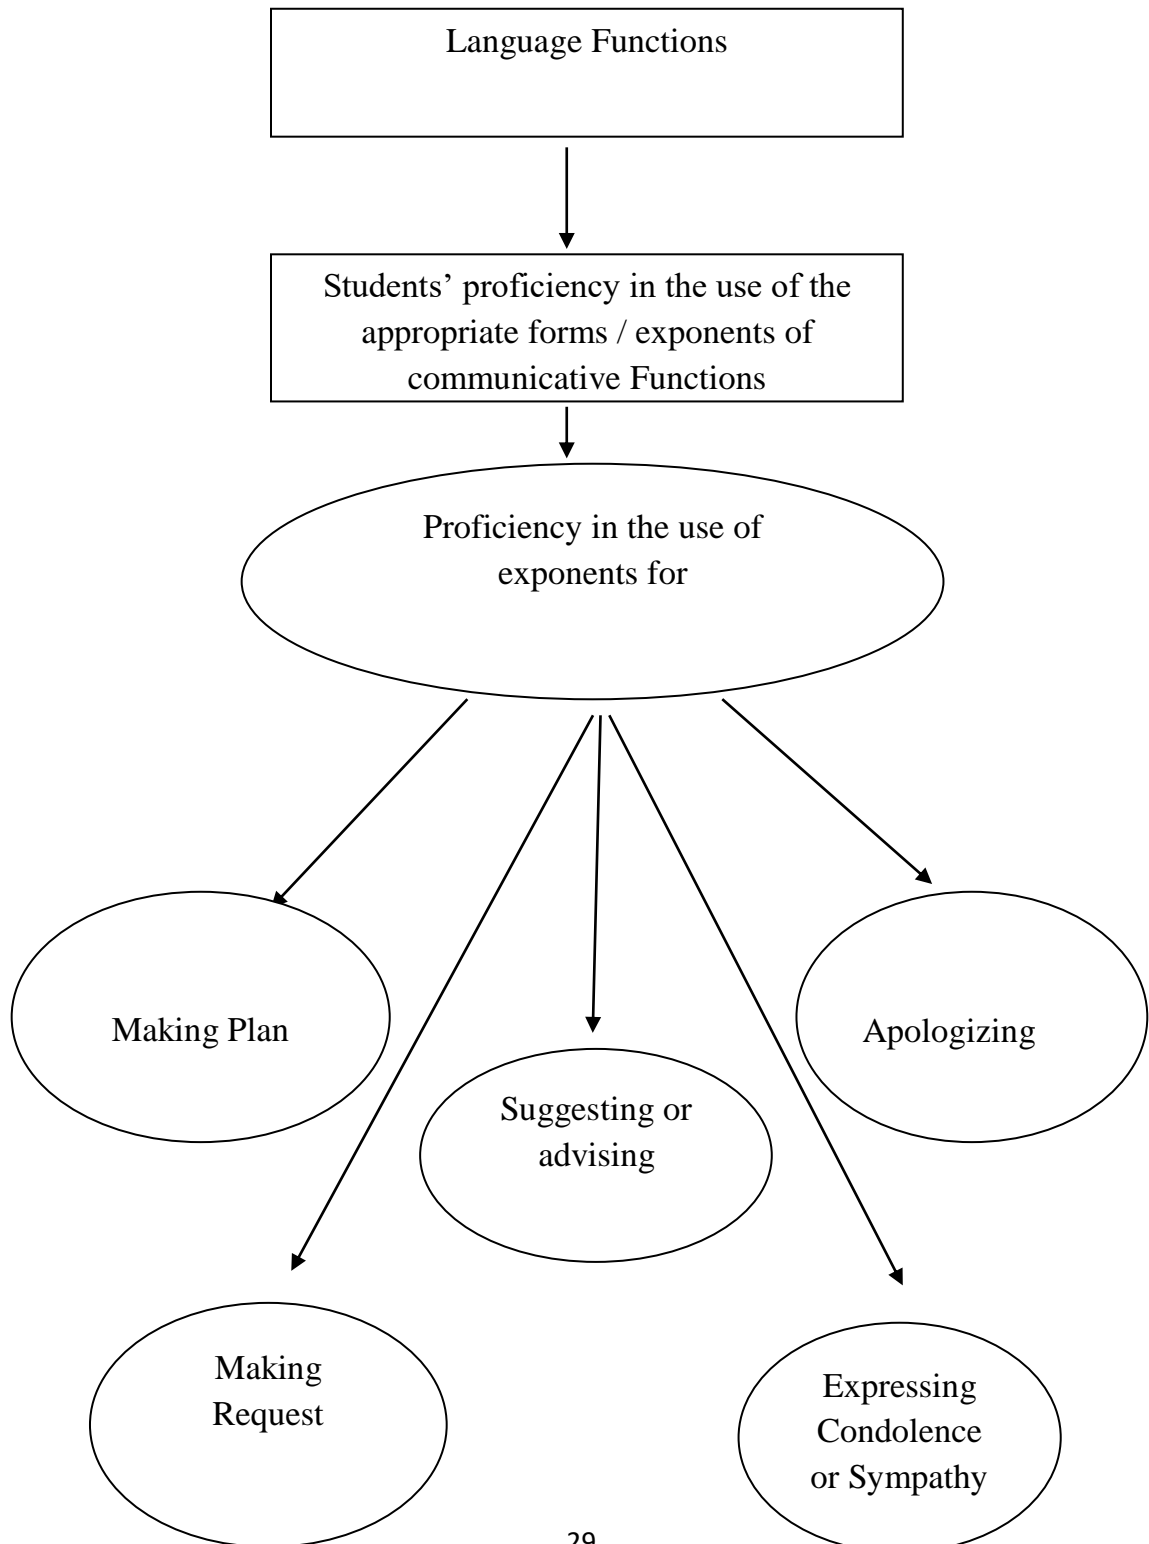 Language Functions
Students’ proficiency in the use of the
appropriate forms / exponents of
communicative Functions
Proficiency in the use of
exponents for
Making Plan
Apologizing
Suggesting or
advising
Making
Request
Expressing
Condolence
or Sympathy
29